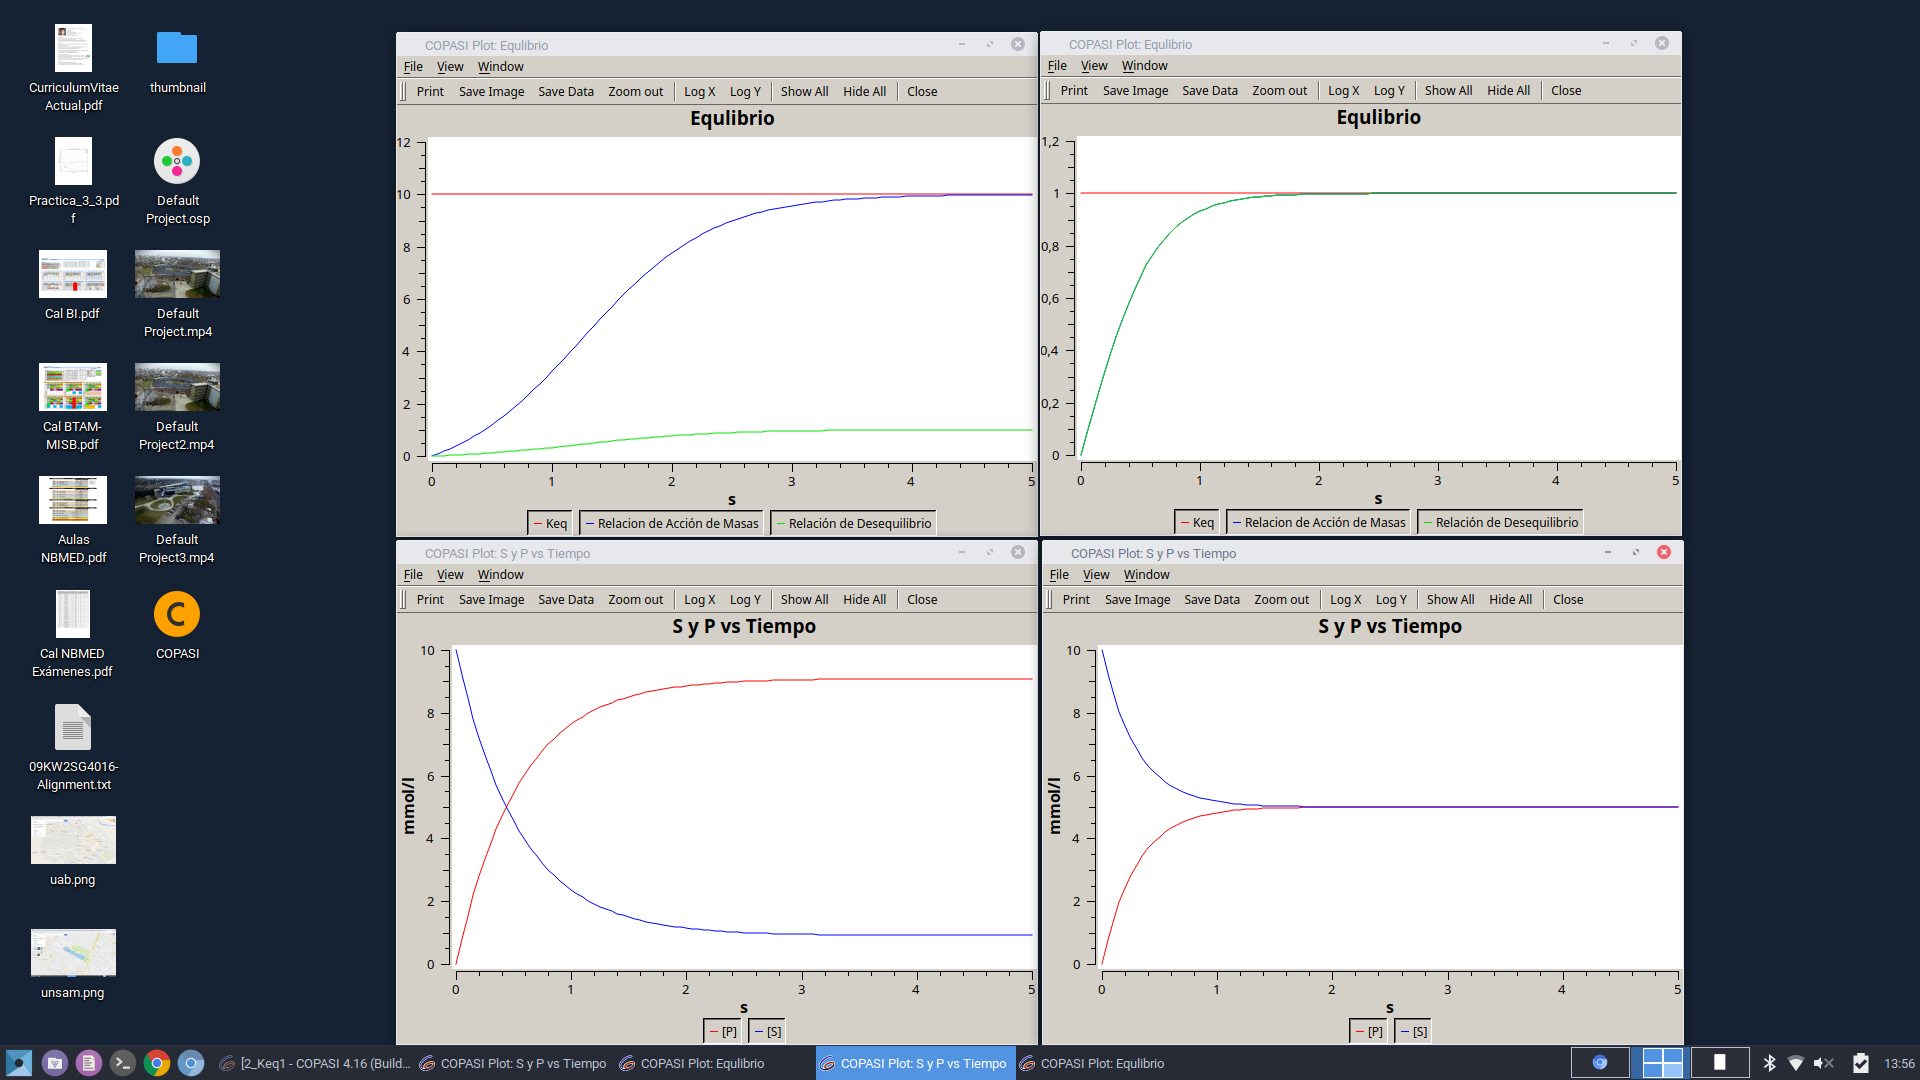 CurriculumVitae
Actual.pdf
thumbnail
Practica_3_3.pd
f
Default
Project.osp
Cal BI.pdf
Default
Project.mp4
Cal BTAM-
MISB.pdf
Default
Project2.mp4
Aulas
NBMED.pdf
Default
Project3.mp4
Cal NBMED
Exámenes.pdf
COPASI
09KW2SG4016-
Alignment.txt
uab.png
unsam.png
COPASI Plot: Equlibrio
File View Window
Print Save Image Save Data Zoom out Log X Log Y Show All Hide All Close
Equlibrio
12
10
8
6
4
2
0
0 1 2 3 4 5
s
Keq Relacion de Acción de Masas Relación de Desequilibrio
COPASI Plot: Equlibrio
File View Window
Print Save Image Save Data Zoom out Log X Log Y Show All Hide All Close
Equlibrio
1,2
1
0,8
0,6
0,4
0,2
0
0 1 2 3 4 5
s
Keq Relacion de Acción de Masas Relación de Desequilibrio
COPASI Plot: S y P vs Tiempo
File View Window
Print Save Image Save Data Zoom out Log X Log Y Show All Hide All Close
S y P vs Tiempo
mmol/l
10
8
6
4
2
0
0 1 2 3 4 5
s
[P] [S]
COPASI Plot: S y P vs Tiempo
File View Window
Print Save Image Save Data Zoom out Log X Log Y Show All Hide All Close
S y P vs Tiempo
mmol/l
10
8
6
4
2
0
0 1 2 3 4 5
s
[P] [S]
[2_Keq1 - COPASI 4.16 (Build... COPASI Plot: S y P vs Tiempo COPASI Plot: Equlibrio COPASI Plot: S y P vs Tiempo COPASI Plot: Equlibrio 13:56